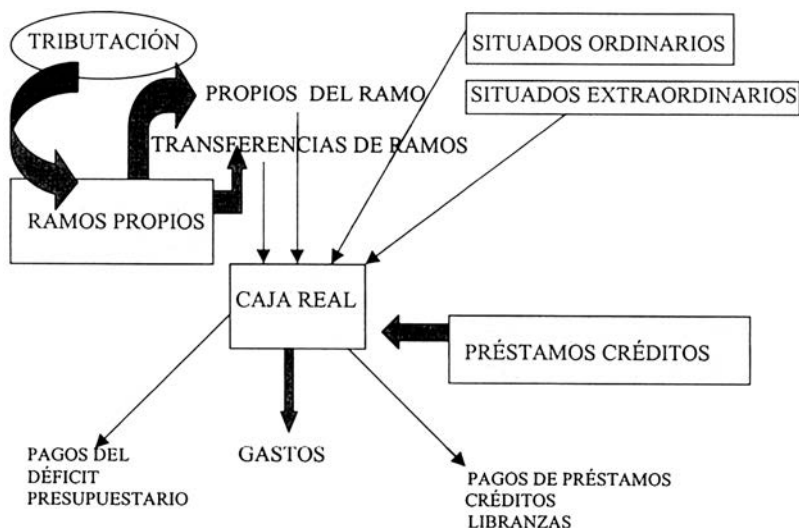 TRIBUTACIÓN
SITUADOS ORDINARIOS
PROPIOS DEL RAMO
SITUADOS EXTRAORDINARIOS
TRANSFERENCIAS DE RAMOS
RAMOS PROPIOS
CAJA REAL
PRÉSTAMOS CRÉDITOS
PAGOS DEL
DÉFICIT
PRESUPUESTARIO
GASTOS
PAGOS DE PRÉSTAMOS
CRÉDITOS
LIBRANZAS